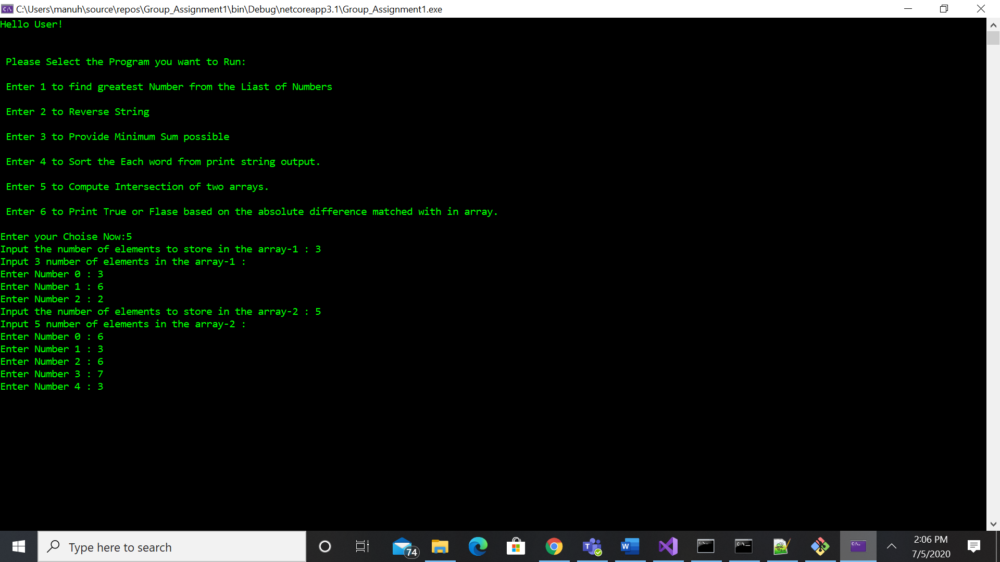 C:\Users\manuh\source\repos\Group_Assignment1\bin\Debug\netcoreapp3.1\Group_Assignment1.exe
Hello User!
Please Select the Program you want to Run:
Enter 1 to find greatest Number from the Liast of Numbers
Enter 2 to Reverse String
Enter 3 to Provide Minimum Sum possible
Enter 4 to Sort the Each word from print string output.
Enter 5 to Compute Intersection of two arrays.
Enter 6 to Print True or Flase based on the absolute difference matched with in array.
Enter your Choise Now:5
Input the number of elements to store in the array-1 : 3
Input 3 number of elements in the array-1 :
Enter Number 0 : 3
Enter Number 1 : 6
Enter Number 2 : 2
Input the number of elements to store in the array-2 : 5
Input 5 number of elements in the array-2 :
Enter Number 0 : 6
Enter Number 1 : 3
Enter Number 2 : 6
Enter Number 3 : 7
Enter Number 4 : 3
Type here to search
74
2:06 PM
7/5/2020